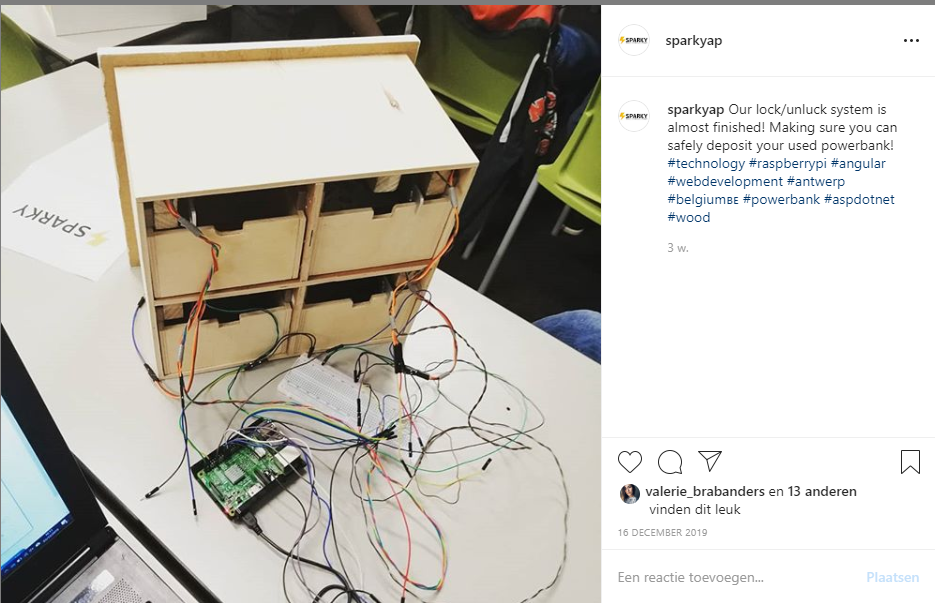 SPARKY
SPARKY
sparkyap
SPARKY
sparkyap Our lock/unluck system is
almost finished! Making sure you can
safely deposit your used powerbank!
#technology #raspberrypi #angular
#webdevelopment #antwerp
#belgiumʙᴇ #powerbank #aspdotnet
#wood
3 w.
valerie_brabanders en 13 anderen
vinden dit leuk
16 DECEMBER 2019
Een reactie toevoegen... Plaatsen